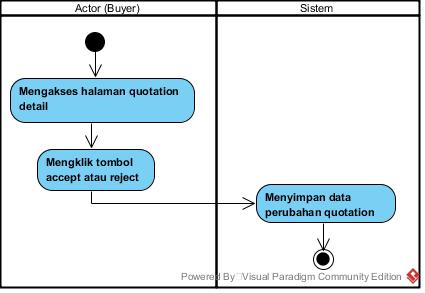 Actor (Buyer)
Sistem
Mengakses halaman quotation
detail
Mengklik tombol
accept atau reject
Menyimpan data
perubahan quotation
Powered By Visual Paradigm Community Edition